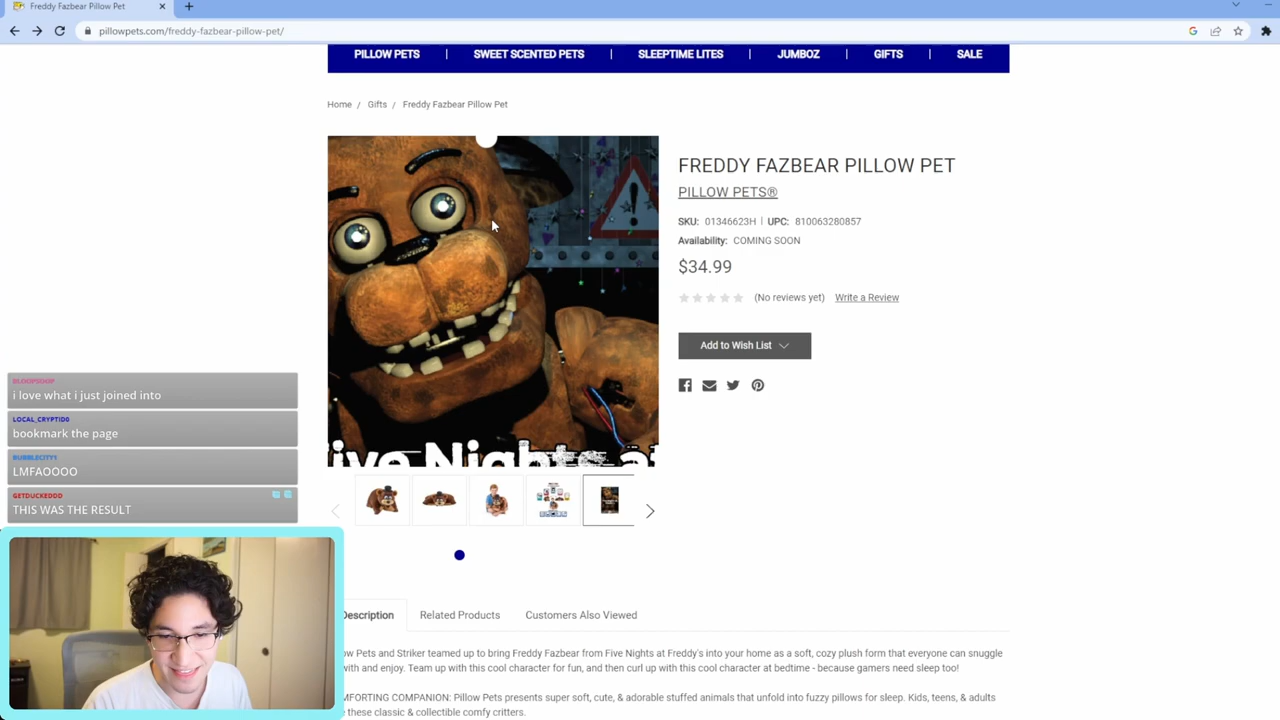 Freddy Fazbear Pillow Pet
pillowpets.com/freddy-fazbear-pillow-pet/
PILLOW PETS | SWEET SCENTED PETS | SLEEPTIME LITES | JUMBOZ | GIFTS | SALE
Home / Gifts / Freddy Fazbear Pillow Pet
FREDDY FAZBEAR PILLOW PET
PILLOW PETS®
SKU: 01346623H | UPC: 810063280857
Availability: COMING SOON
$34.99
(No reviews yet) Write a Review
Add to Wish List
ive Nights a
BLOOPSOOP
i love what i just joined into
LOCAL_CRYPTID0
bookmark the page
LMFAOOOO
GETDUCKEDDD
THIS WAS THE RESULT
Description Related Products Customers Also Viewed
ow Pets and Striker teamed up to bring Freddy Fazbear from Five Nights at Freddy's into your home as a soft, cozy plush form that everyone can snuggle
with and enjoy. Team up with this cool character for fun, and then curl up with this cool character at bedtime - because gamers need sleep too!
MFORTING COMPANION: Pillow Pets presents super soft, cute, & adorable stuffed animals that unfold into fuzzy pillows for sleep. Kids, teens, & adults
e these classic & collectible comfy critters.